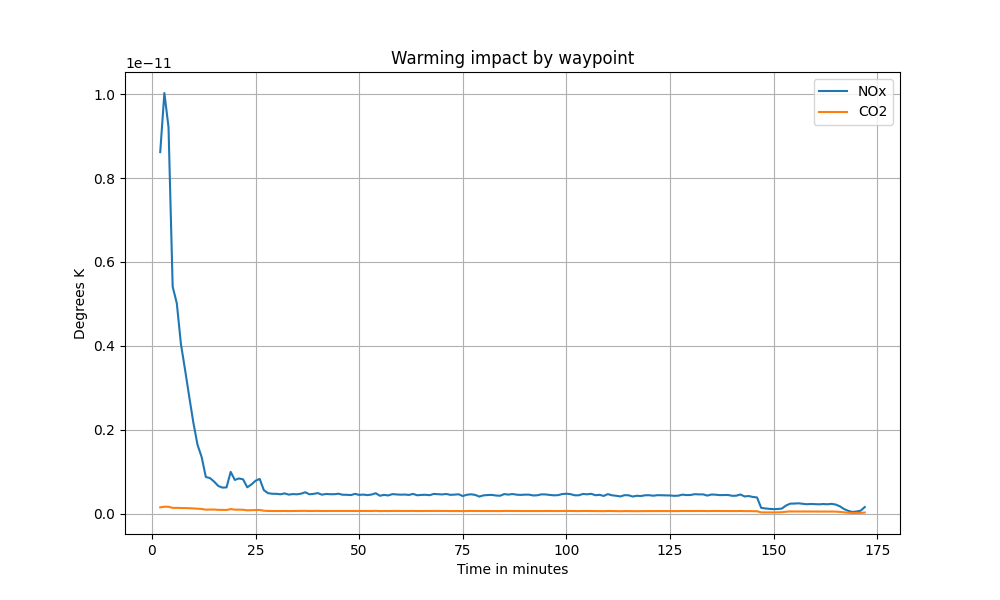 Warming impact by waypoint
1e−11
NOx
CO2
1.0
0.8
0.6
0.4
0.2
0.0
Degrees K
0 25 50 75 100 125 150 175
Time in minutes